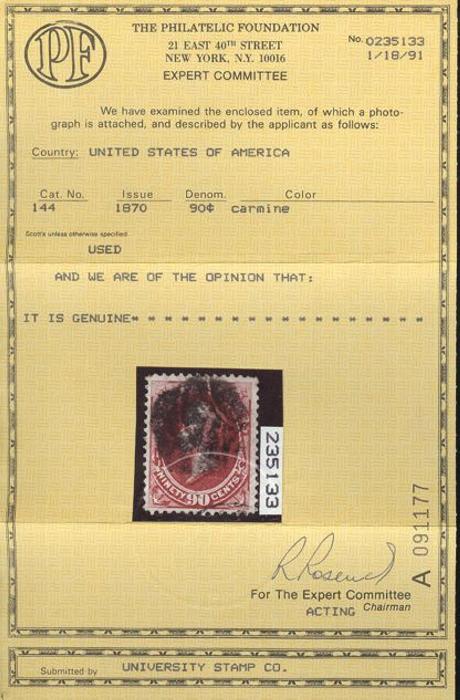 PF
THE PHILATELIC FOUNDATION
21 EAST 40TH STREET
NEW YORK, N.Y. 10016
EXPERT COMMITTEE
No. 0235133
1/18/91
We have examined the enclosed item, of which a photo-
graph is attached, and described by the applicant as follows:
Country: UNITED STATES OF AMERICA
Cat. No. Issue Denom. Color
144 1870 90¢ carmine
Scott's unless otherwise specified
USED
AND WE ARE OF THE OPINION THAT:
IT IS GENUINE* * * * * * * * * * * * * * * * * *
NINETY 90 CENTS
235133
A 091177
For The Expert Committee
ACTING Chairman
Submitted by UNIVERSITY STAMP CO.